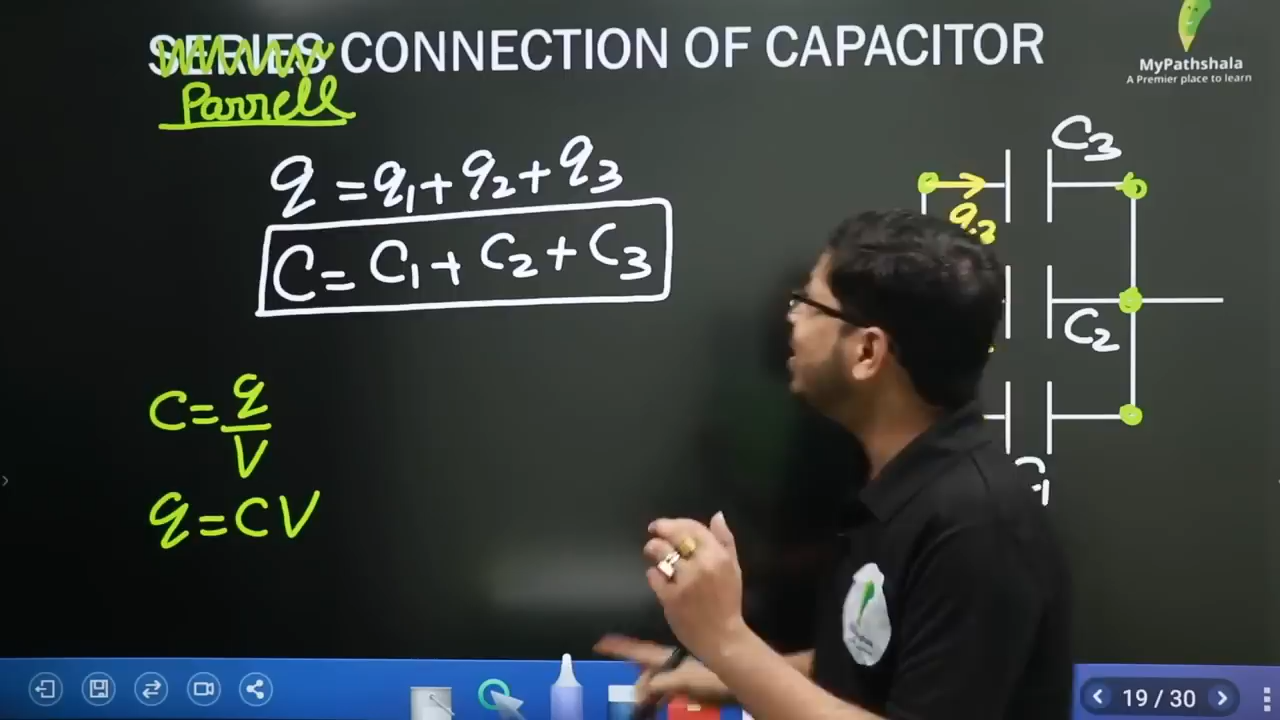 SERIES CONNECTION OF CAPACITOR
Parrell
MyPathshala
A Premier place to learn
q = q₁ + q₂ + q₃
C = C₁ + C₂ + C₃
C = q/V
q = CV
C₃
q₃
C₂
19 / 30